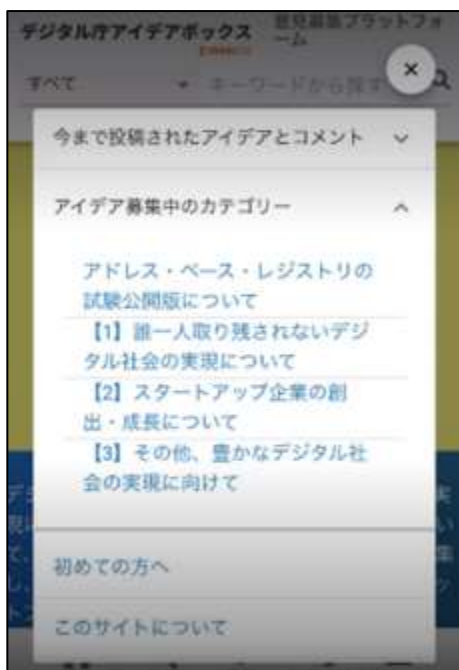 デジタル庁アイデアボックス
意見募集プラットフォ
ーム
すべて
キーワードから探す
今まで投稿されたアイデアとコメント
アイデア募集中のカテゴリー
アドレス・ベース・レジストリの
試験公開版について
【1】誰一人取り残されないデジ
タル社会の実現について
【2】スタートアップ企業の創
出・成長について
【3】その他、豊かなデジタル社
会の実現に向けて
初めての方へ
このサイトについて